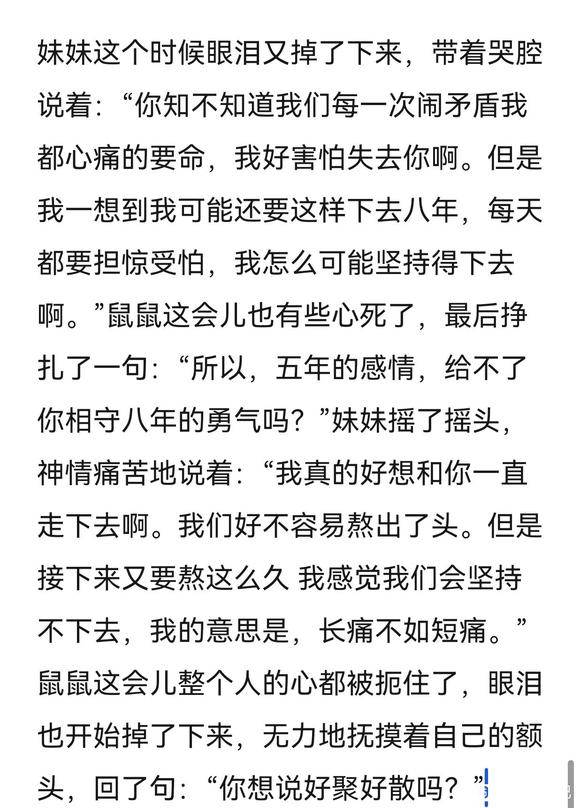 妹妹这个时候眼泪又掉了下来，带着哭腔
说着：“你知不知道我们每一次闹矛盾我
都心痛的要命，我好害怕失去你啊。但是
我一想到我可能还要这样下去八年，每天
都要担惊受怕，我怎么可能坚持得下去
啊。”鼠鼠这会儿也有些心死了，最后挣
扎了一句：“所以，五年的感情，给不了
你相守八年的勇气吗？”妹妹摇了摇头，
神情痛苦地说着：“我真的好想和你一直
走下去啊。我们好不容易熬出了头。但是
接下来又要熬这么久 我感觉我们会坚持
不下去，我的意思是，长痛不如短痛。”
鼠鼠这会儿整个人的心都被扼住了，眼泪
也开始掉了下来，无力地抚摸着自己的额
头，回了句：“你想说好聚好散吗？”